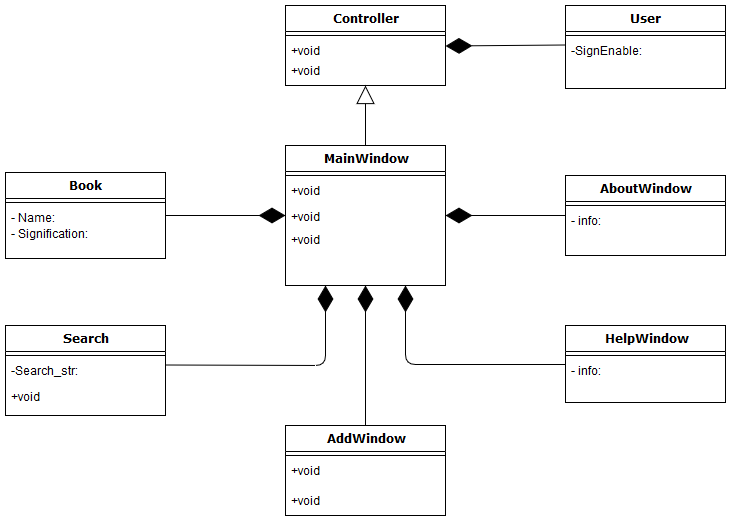 Controller
+void
+void
User
-SignEnable:
MainWindow
+void
+void
+void
Book
- Name:
- Signification:
AboutWindow
- info:
Search
-Search_str:
+void
HelpWindow
- info:
AddWindow
+void
+void